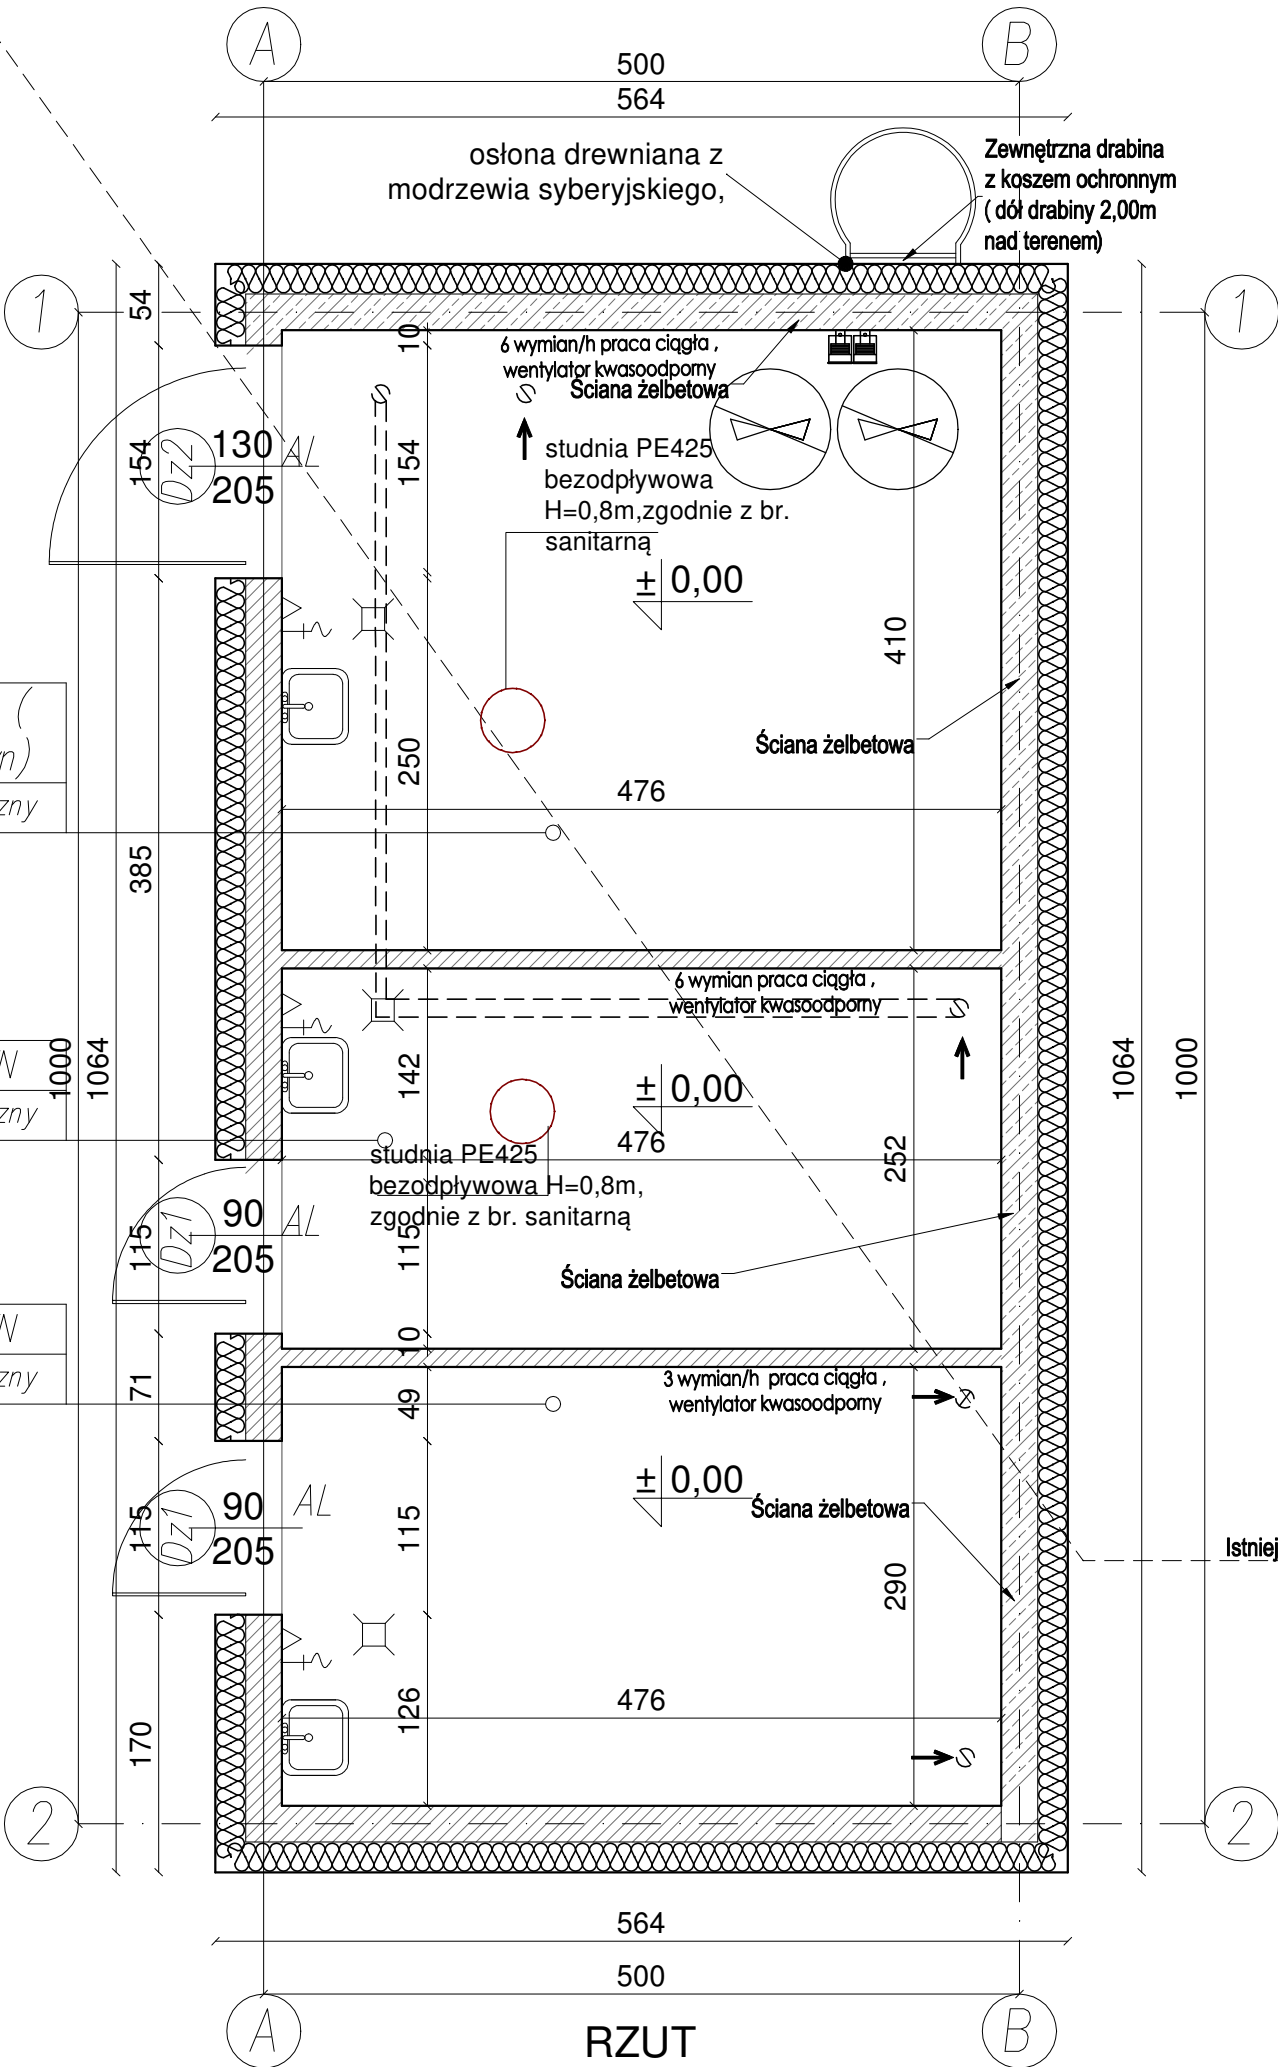 A
B
500
564
osłona drewniana z
modrzewia syberyjskiego,
Zewnętrzna drabina
z koszem ochronnym
( dół drabiny 2,00m
nad terenem)
1
1
54
10
6 wymian/h praca ciągła ,
wentylator kwasoodporny
Ściana żelbetowa
Dz2
130
205
AL
154
154
studnia PE425
bezodpływowa
H=0,8m,zgodnie z br.
sanitarną
± 0,00
410
Ściana żelbetowa
250
476
385
6 wymian praca ciągła ,
wentylator kwasoodporny
1000
1064
142
± 0,00
1064
1000
476
252
studnia PE425
bezodpływowa H=0,8m,
zgodnie z br. sanitarną
Dz1
90
205
AL
115
115
Ściana żelbetowa
10
71
49
3 wymian/h praca ciągła ,
wentylator kwasoodporny
± 0,00
Ściana żelbetowa
Dz1
90
205
AL
115
115
Istniej
290
170
126
476
2
2
564
500
A
B
RZUT